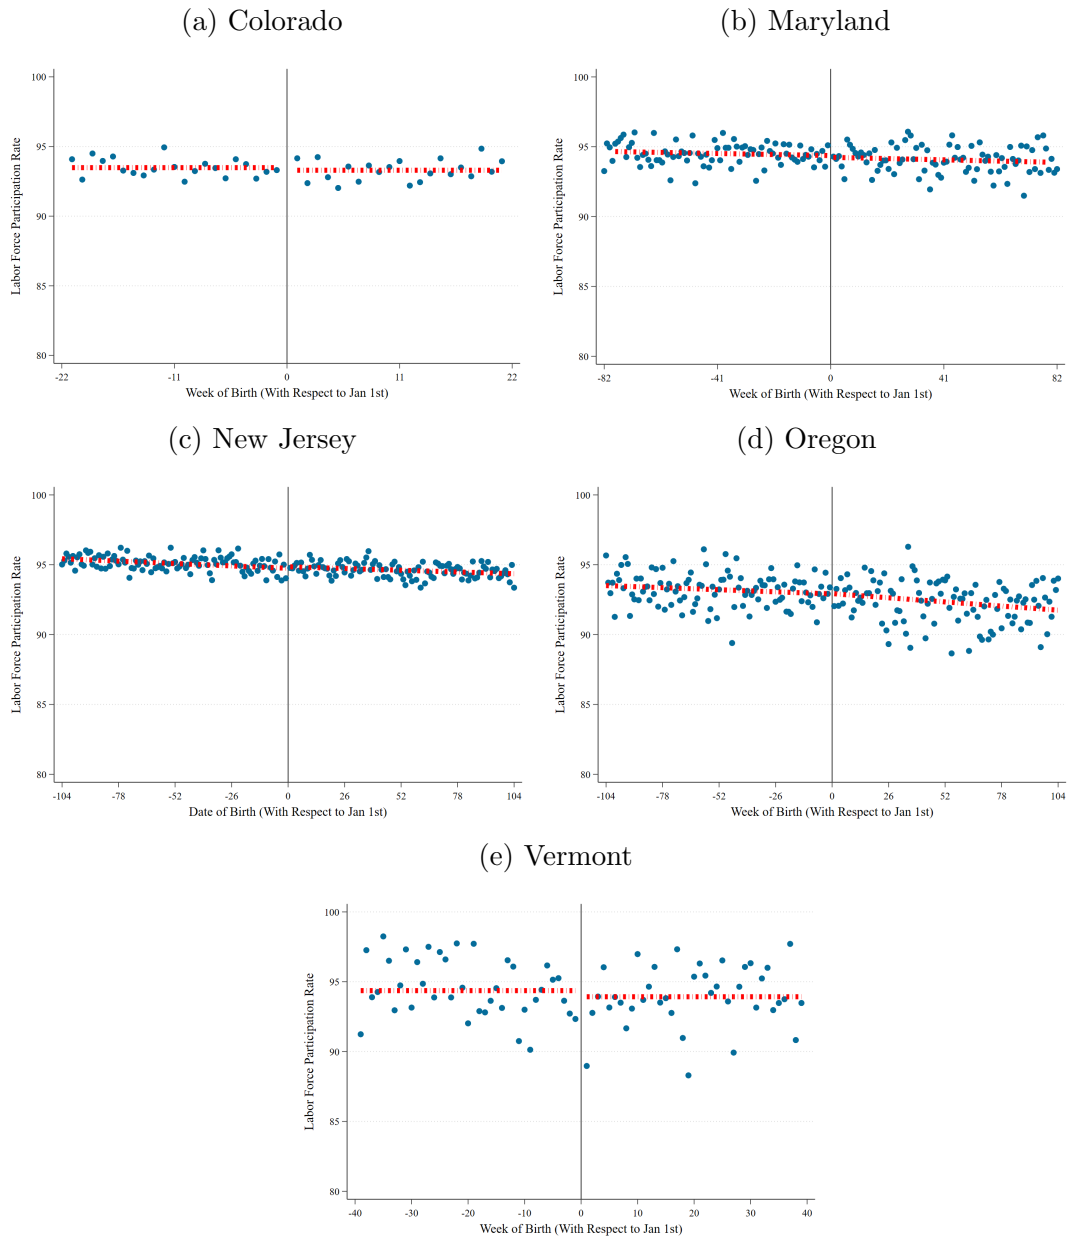 (a) Colorado
100
95
90
85
80
Labor Force Participation Rate
-22 -11 0 11 22
Week of Birth (With Respect to Jan 1st)
(b) Maryland
100
95
90
85
80
Labor Force Participation Rate
-82 -41 0 41 82
Week of Birth (With Respect to Jan 1st)
(c) New Jersey
100
95
90
85
80
Labor Force Participation Rate
-104 -78 -52 -26 0 26 52 78 104
Date of Birth (With Respect to Jan 1st)
(d) Oregon
100
95
90
85
80
Labor Force Participation Rate
-104 -78 -52 -26 0 26 52 78 104
Week of Birth (With Respect to Jan 1st)
(e) Vermont
100
95
90
85
80
Labor Force Participation Rate
-40 -30 -20 -10 0 10 20 30 40
Week of Birth (With Respect to Jan 1st)